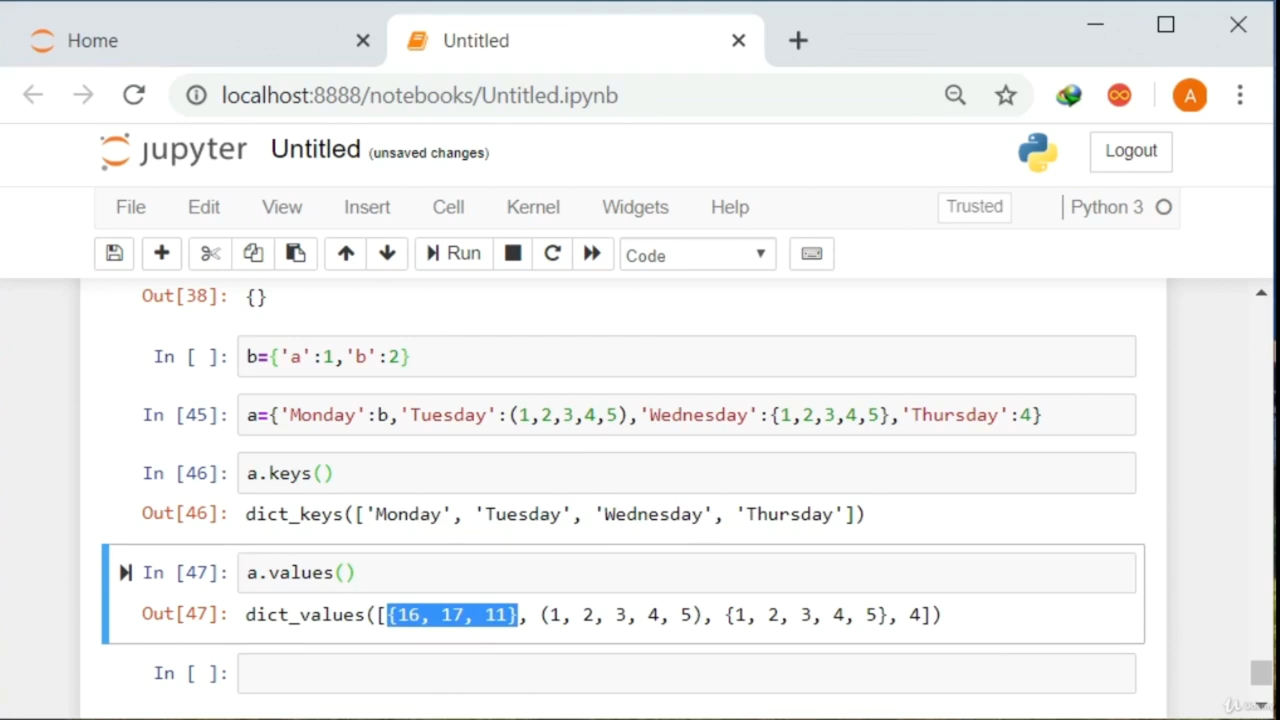 Home
Untitled
localhost:8888/notebooks/Untitled.ipynb
A
jupyter Untitled (unsaved changes)
Logout
File Edit View Insert Cell Kernel Widgets Help Trusted Python 3
Run Code
Out[38]: {}
In [ ]: b={'a':1,'b':2}
In [45]: a={'Monday':b,'Tuesday':(1,2,3,4,5),'Wednesday':{1,2,3,4,5},'Thursday':4}
In [46]: a.keys()
Out[46]: dict_keys(['Monday', 'Tuesday', 'Wednesday', 'Thursday'])
In [47]: a.values()
Out[47]: dict_values([{16, 17, 11}, (1, 2, 3, 4, 5), {1, 2, 3, 4, 5}, 4])
In [ ]: